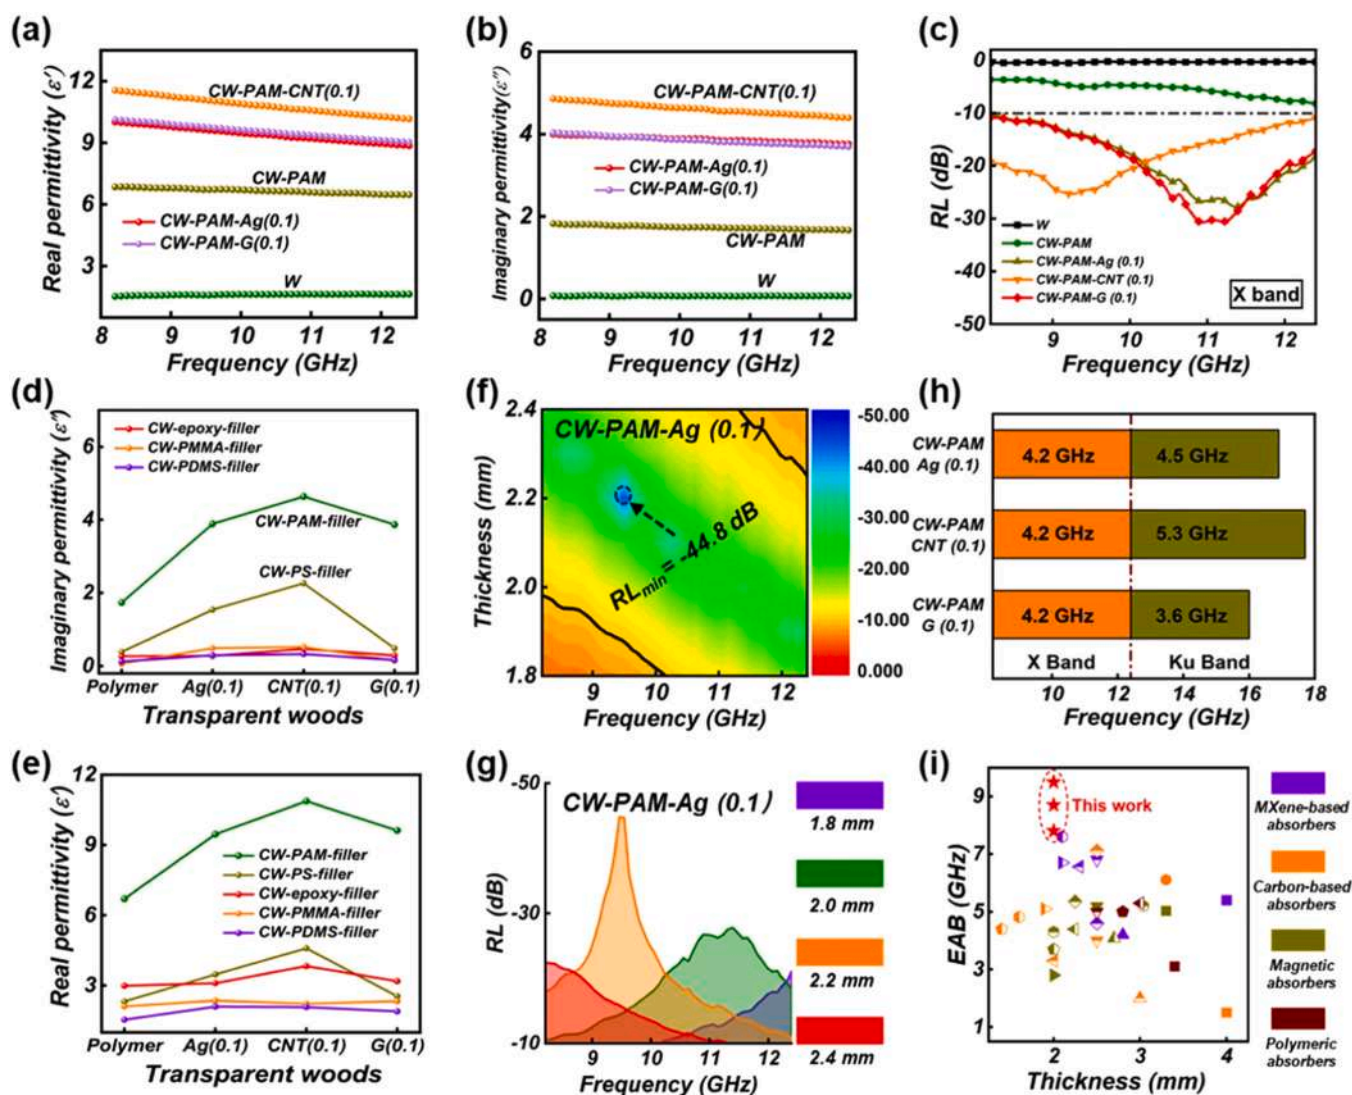 (a)
12
9
6
3
Real permittivity (ε′)
CW-PAM-CNT(0.1)
CW-PAM
CW-PAM-Ag(0.1)
CW-PAM-G(0.1)
W
8 9 10 11 12
Frequency (GHz)
(b)
6
4
2
0
Imaginary permittivity(ε″)
CW-PAM-CNT(0.1)
CW-PAM-Ag(0.1)
CW-PAM-G(0.1)
CW-PAM
W
8 9 10 11 12
Frequency (GHz)
(c)
0
-10
-20
-30
-40
-50
RL (dB)
W
CW-PAM
CW-PAM-Ag (0.1)
CW-PAM-CNT (0.1)
CW-PAM-G (0.1)
X band
9 10 11 12
Frequency (GHz)
(d)
6
4
2
0
Imaginary permittivity (ε″)
CW-epoxy-filler
CW-PMMA-filler
CW-PDMS-filler
CW-PAM-filler
CW-PS-filler
Polymer Ag(0.1) CNT(0.1) G(0.1)
Transparent woods
(f)
2.4
2.2
2.0
1.8
Thickness (mm)
CW-PAM-Ag (0.1)
RLmin = -44.8 dB
9 10 11 12
Frequency (GHz)
-50.00
-40.00
-30.00
-20.00
-10.00
0.000
(h)
CW-PAM
Ag (0.1)
4.2 GHz 4.5 GHz
CW-PAM
CNT (0.1)
4.2 GHz 5.3 GHz
CW-PAM
G (0.1)
4.2 GHz 3.6 GHz
X Band Ku Band
10 12 14 16 18
Frequency (GHz)
(e)
12
9
6
3
Real permittivity (ε′)
CW-PAM-filler
CW-PS-filler
CW-epoxy-filler
CW-PMMA-filler
CW-PDMS-filler
Polymer Ag(0.1) CNT(0.1) G(0.1)
Transparent woods
(g)
-50
-30
-10
RL (dB)
CW-PAM-Ag (0.1)
9 10 11 12
Frequency (GHz)
1.8 mm
2.0 mm
2.2 mm
2.4 mm
(i)
9
7
5
3
1
EAB (GHz)
This work
2 3 4
Thickness (mm)
MXene-based
absorbers
Carbon-based
absorbers
Magnetic
absorbers
Polymeric
absorbers